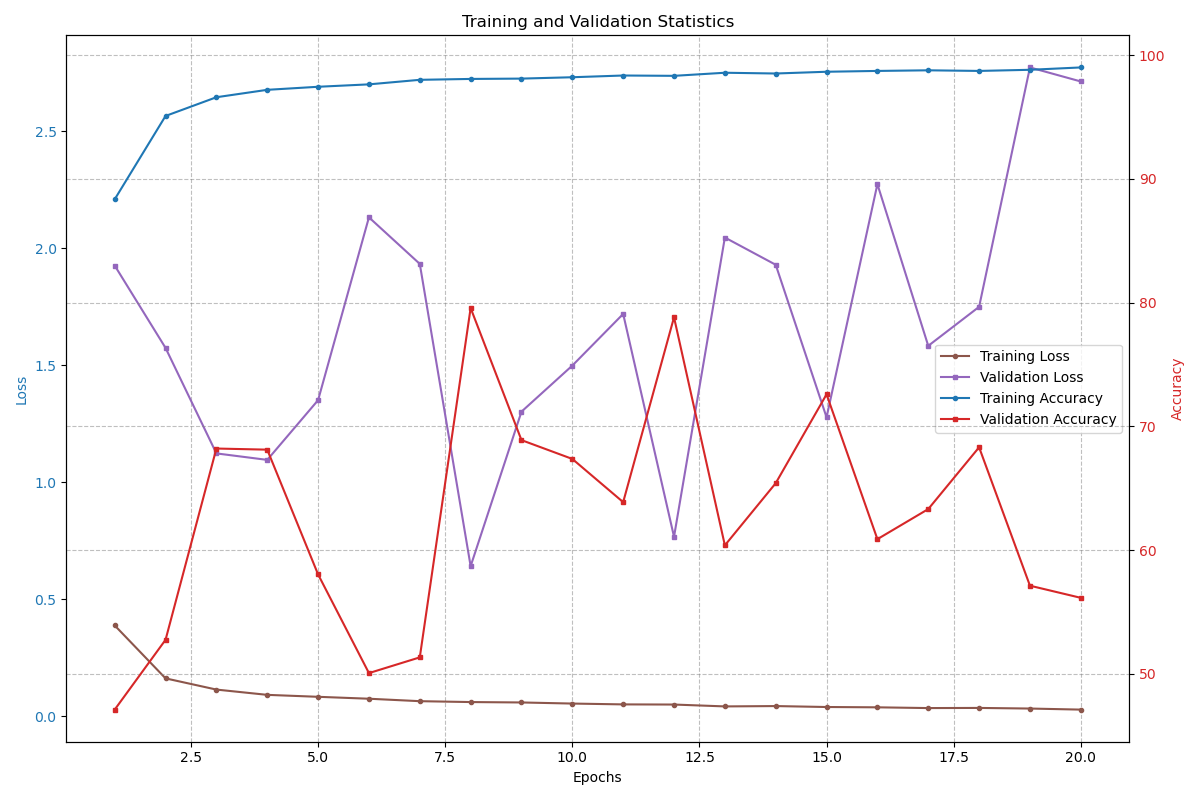 Training and Validation Statistics
Loss
2.5
2.0
1.5
1.0
0.5
0.0
100
90
80
70
60
50
Accuracy
Training Loss
Validation Loss
Training Accuracy
Validation Accuracy
2.5 5.0 7.5 10.0 12.5 15.0 17.5 20.0
Epochs